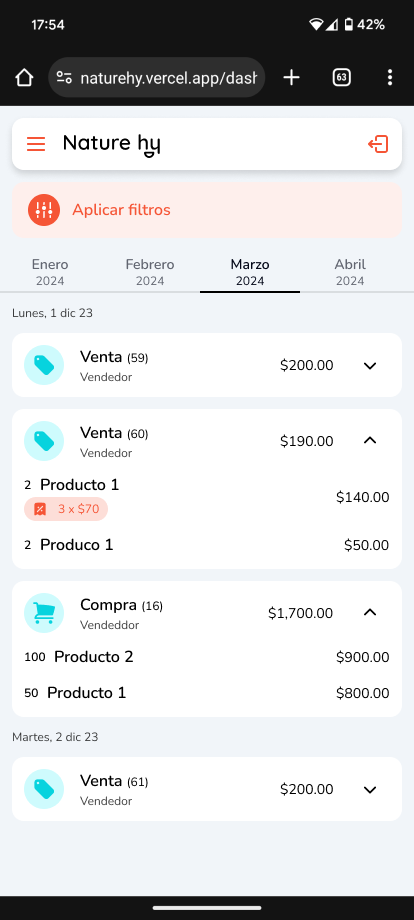 17:54
42%
naturehy.vercel.app/dash
63
Nature hy
Aplicar filtros
Enero Febrero Marzo Abril
2024 2024 2024 2024
Lunes, 1 dic 23
Venta (59) $200.00
Vendedor
Venta (60) $190.00
Vendedor
2 Producto 1 $140.00
3 x $70
2 Produco 1 $50.00
Compra (16) $1,700.00
Vendeddor
100 Producto 2 $900.00
50 Producto 1 $800.00
Martes, 2 dic 23
Venta (61) $200.00
Vendedor